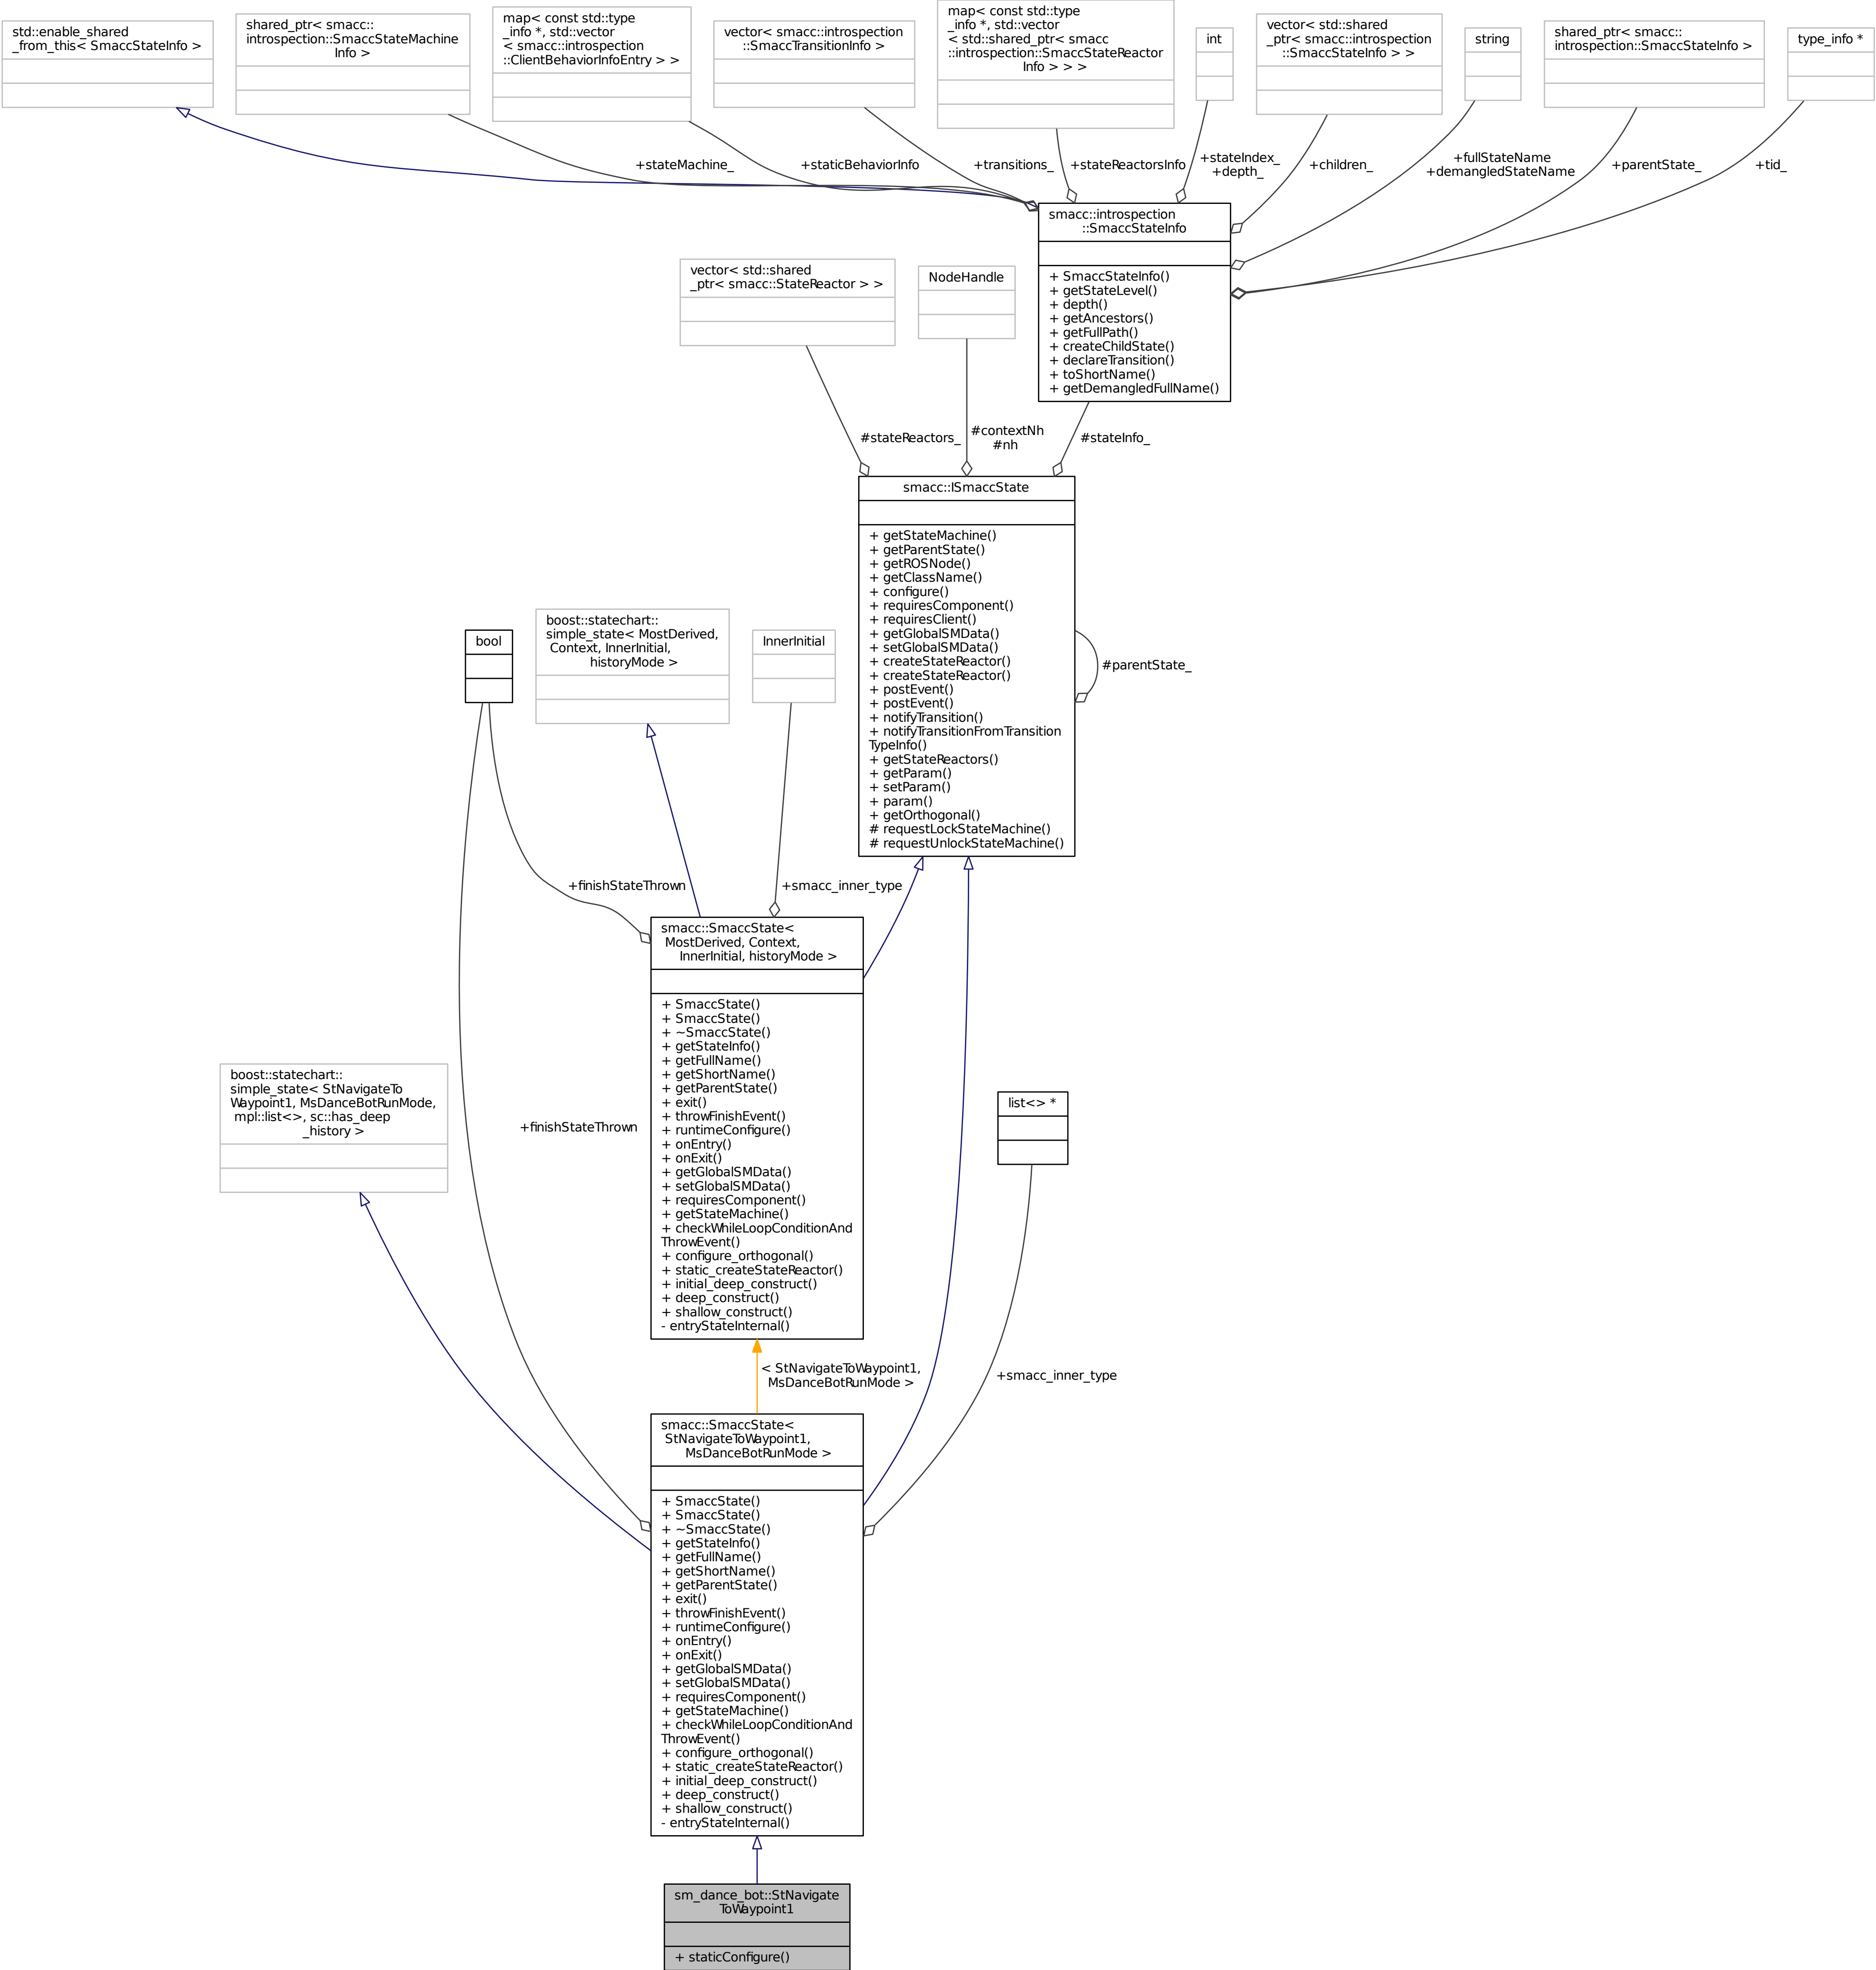 std::enable_shared
_from_this< SmaccStateInfo >
shared_ptr< smacc::
introspection::SmaccStateMachine
Info >
map< const std::type
_info *, std::vector
< smacc::introspection
::ClientBehaviorInfoEntry > >
vector< smacc::introspection
::SmaccTransitionInfo >
map< const std::type
_info *, std::vector
< std::shared_ptr< smacc
::introspection::SmaccStateReactor
Info > > >
int
vector< std::shared
_ptr< smacc::introspection
::SmaccStateInfo > >
string
shared_ptr< smacc::
introspection::SmaccStateInfo >
type_info *
+stateMachine_
+staticBehaviorInfo
+transitions_
+stateReactorsInfo
+stateIndex_
+depth_
+children_
+fullStateName
+demangledStateName
+parentState_
+tid_
smacc::introspection
::SmaccStateInfo
+ SmaccStateInfo()
+ getStateLevel()
+ depth()
+ getAncestors()
+ getFullPath()
+ createChildState()
+ declareTransition()
+ toShortName()
+ getDemangledFullName()
vector< std::shared
_ptr< smacc::StateReactor > >
NodeHandle
#stateReactors_
#contextNh
#nh
#stateInfo_
smacc::ISmaccState
+ getStateMachine()
+ getParentState()
+ getROSNode()
+ getClassName()
+ configure()
+ requiresComponent()
+ requiresClient()
+ getGlobalSMData()
+ setGlobalSMData()
+ createStateReactor()
+ createStateReactor()
+ postEvent()
+ postEvent()
+ notifyTransition()
+ notifyTransitionFromTransition
TypeInfo()
+ getStateReactors()
+ getParam()
+ setParam()
+ param()
+ getOrthogonal()
# requestLockStateMachine()
# requestUnlockStateMachine()
#parentState_
bool
boost::statechart::
simple_state< MostDerived,
Context, InnerInitial,
historyMode >
InnerInitial
+finishStateThrown
+smacc_inner_type
smacc::SmaccState<
MostDerived, Context,
InnerInitial, historyMode >
+ SmaccState()
+ SmaccState()
+ ~SmaccState()
+ getStateInfo()
+ getFullName()
+ getShortName()
+ getParentState()
+ exit()
+ throwFinishEvent()
+ runtimeConfigure()
+ onEntry()
+ onExit()
+ getGlobalSMData()
+ setGlobalSMData()
+ requiresComponent()
+ getStateMachine()
+ checkWhileLoopConditionAnd
ThrowEvent()
+ configure_orthogonal()
+ static_createStateReactor()
+ initial_deep_construct()
+ deep_construct()
+ shallow_construct()
- entryStateInternal()
boost::statechart::
simple_state< StNavigateTo
Waypoint1, MsDanceBotRunMode,
mpl::list<>, sc::has_deep
_history >
+finishStateThrown
list<> *
< StNavigateToWaypoint1,
MsDanceBotRunMode >
+smacc_inner_type
smacc::SmaccState<
StNavigateToWaypoint1,
MsDanceBotRunMode >
+ SmaccState()
+ SmaccState()
+ ~SmaccState()
+ getStateInfo()
+ getFullName()
+ getShortName()
+ getParentState()
+ exit()
+ throwFinishEvent()
+ runtimeConfigure()
+ onEntry()
+ onExit()
+ getGlobalSMData()
+ setGlobalSMData()
+ requiresComponent()
+ getStateMachine()
+ checkWhileLoopConditionAnd
ThrowEvent()
+ configure_orthogonal()
+ static_createStateReactor()
+ initial_deep_construct()
+ deep_construct()
+ shallow_construct()
- entryStateInternal()
sm_dance_bot::StNavigate
ToWaypoint1
+ staticConfigure()